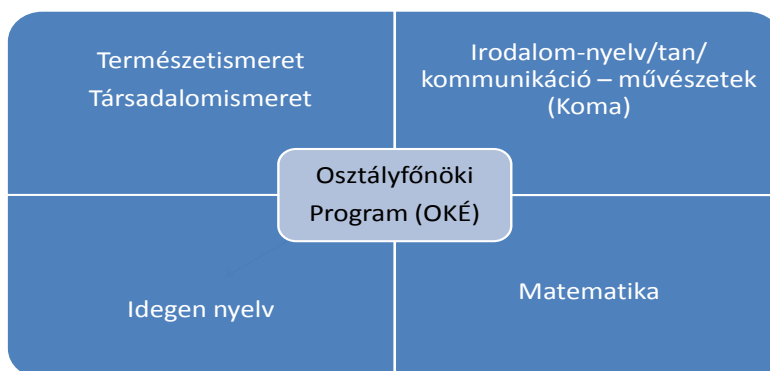 Természetismeret
Társadalomismeret
Irodalom-nyelv/tan/
kommunikáció – művészetek
(Koma)
Osztályfőnöki
Program (OKÉ)
Idegen nyelv
Matematika